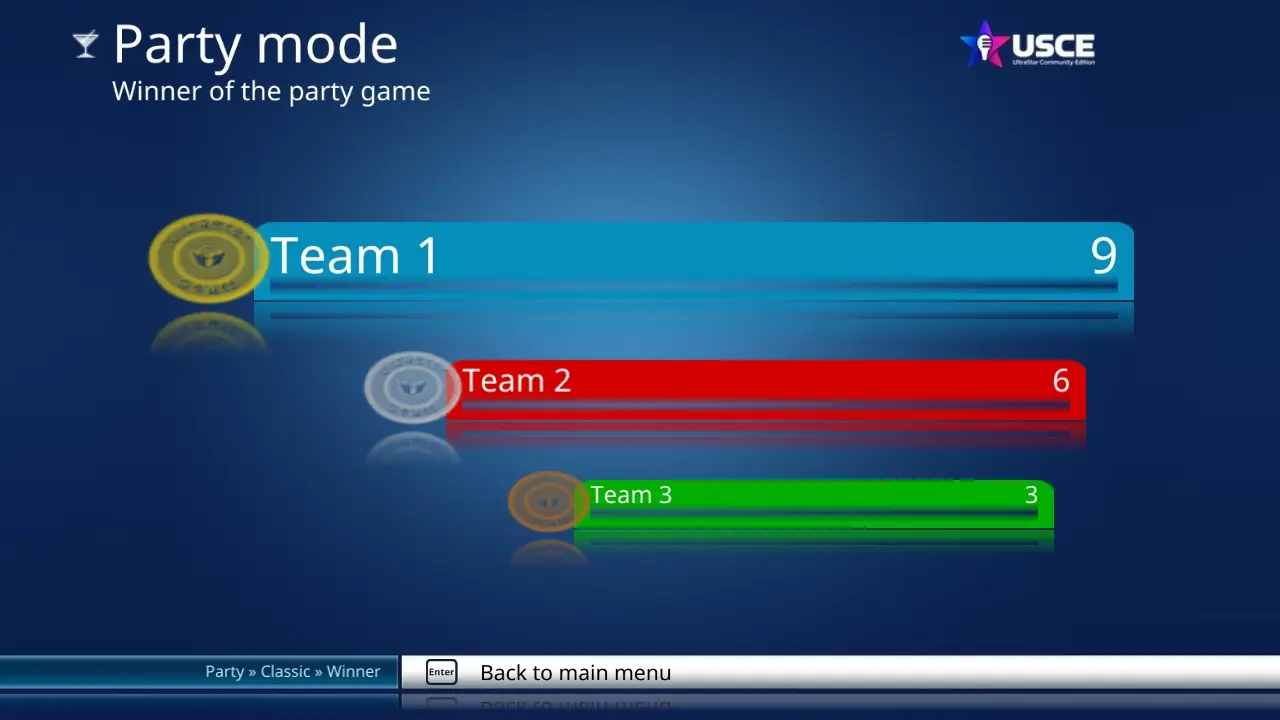 Party mode
Winner of the party game
USCE
UltraStar Community Edition
Team 1 9
Team 2 6
Team 3 3
Party » Classic » Winner
Enter Back to main menu